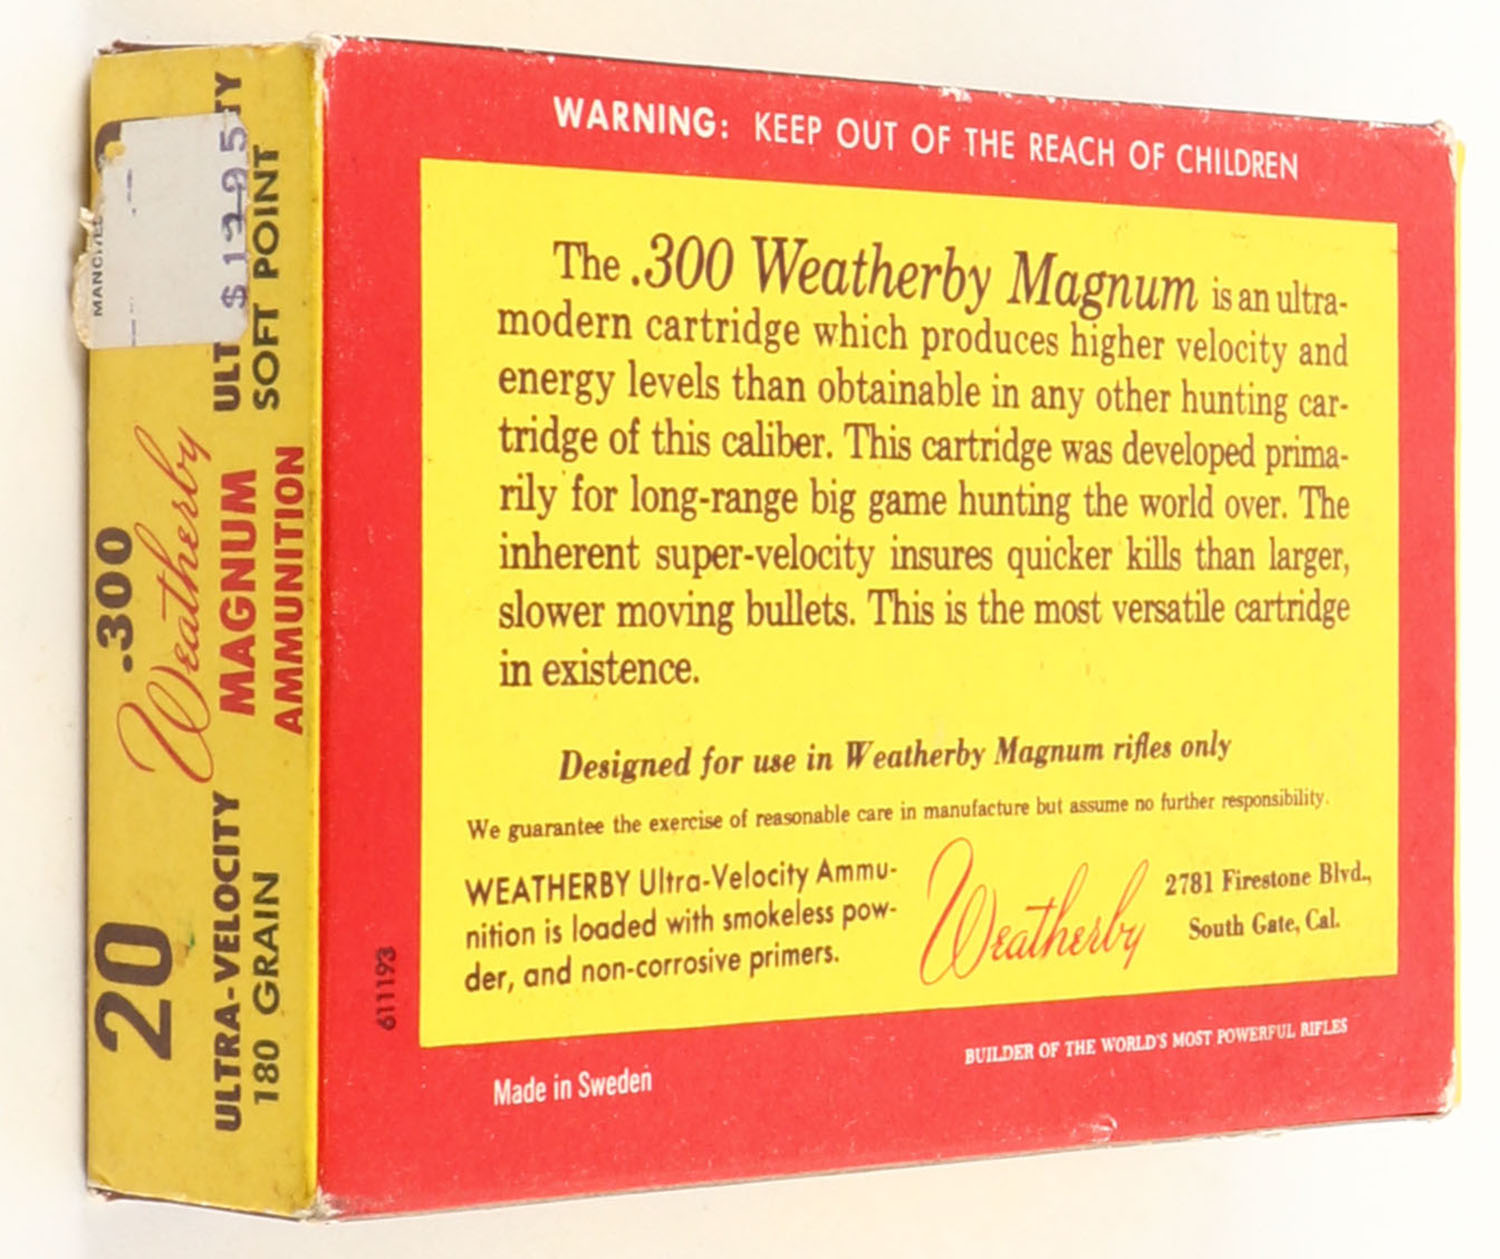 WARNING: KEEP OUT OF THE REACH OF CHILDREN
The .300 Weatherby Magnum is an ultra-
modern cartridge which produces higher velocity and
energy levels than obtainable in any other hunting car-
tridge of this caliber. This cartridge was developed prima-
rily for long-range big game hunting the world over. The
inherent super-velocity insures quicker kills than larger,
slower moving bullets. This is the most versatile cartridge
in existence.
Designed for use in Weatherby Magnum rifles only
We guarantee the exercise of reasonable care in manufacture but assume no further responsibility.
WEATHERBY Ultra-Velocity Ammu-
nition is loaded with smokeless pow-
der, and non-corrosive primers.
Weatherby
2781 Firestone Blvd.,
South Gate, Cal.
611193
Made in Sweden
BUILDER OF THE WORLD'S MOST POWERFUL RIFLES
20
.300
Weatherby
MAGNUM
AMMUNITION
ULTRA-VELOCITY
180 GRAIN
ULT
TY
SOFT POINT